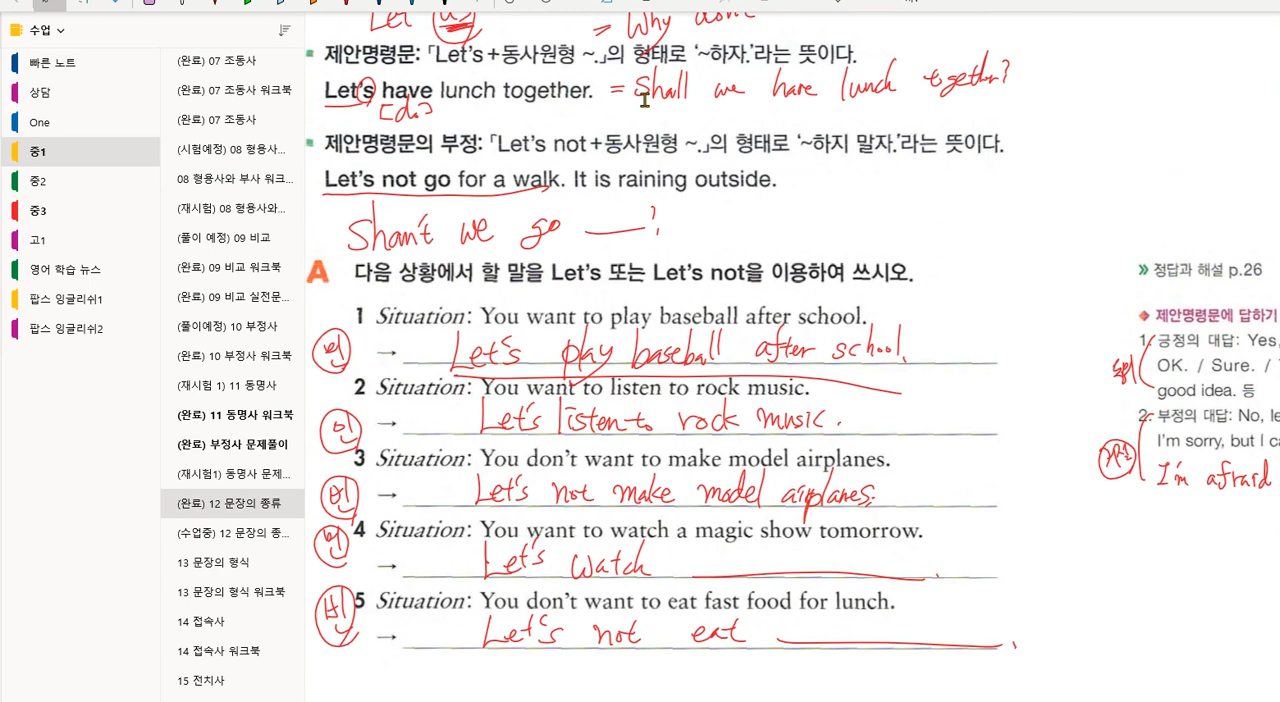 수업
빠른 노트
상담
One
중1
중2
중3
고1
영어 학습 뉴스
팝스 잉글리쉬1
팝스 잉글리쉬2
(완료) 07 조동사
(완료) 07 조동사 워크북
(완료) 07 조동사
(시험예정) 08 형용사...
08 형용사와 부사 워크...
(재시험) 08 형용사와...
(풀이 예정) 09 비교
(완료) 09 비교 워크북
(완료) 09 비교 실전문...
(풀이예정) 10 부정사
(완료) 10 부정사 워크북
(재시험 1) 11 동명사
(완료) 11 동명사 워크북
(완료) 부정사 문제풀이
(재시험1) 동명사 문제...
(완료) 12 문장의 종류
(수업중) 12 문장의 종...
13 문장의 형식
13 문장의 형식 워크북
14 접속사
14 접속사 워크북
15 전치사
Let us = Why don't
제안명령문: 「Let's+동사원형 ~.」의 형태로 '~하자.'라는 뜻이다.
Let's have lunch together. = Shall we have lunch together?
제안명령문의 부정: 「Let's not+동사원형 ~.」의 형태로 '~하지 말자.'라는 뜻이다.
Let's not go for a walk. It is raining outside.
Shan't we go ?
A 다음 상황에서 할 말을 Let's 또는 Let's not을 이용하여 쓰시오.
1 Situation: You want to play baseball after school.
→ Let's play baseball after school.
2 Situation: You want to listen to rock music.
→ Let's listen to rock music.
3 Situation: You don't want to make model airplanes.
→ Let's not make model airplanes.
4 Situation: You want to watch a magic show tomorrow.
→ Let's watch .
5 Situation: You don't want to eat fast food for lunch.
→ Let's not eat .
정답과 해설 p.26
제안명령문에 답하기
1. 긍정의 대답: Yes,
OK. / Sure. /
good idea. 등
동의
2. 부정의 대답: No, le
I'm sorry, but I ca
거절
I'm afraid